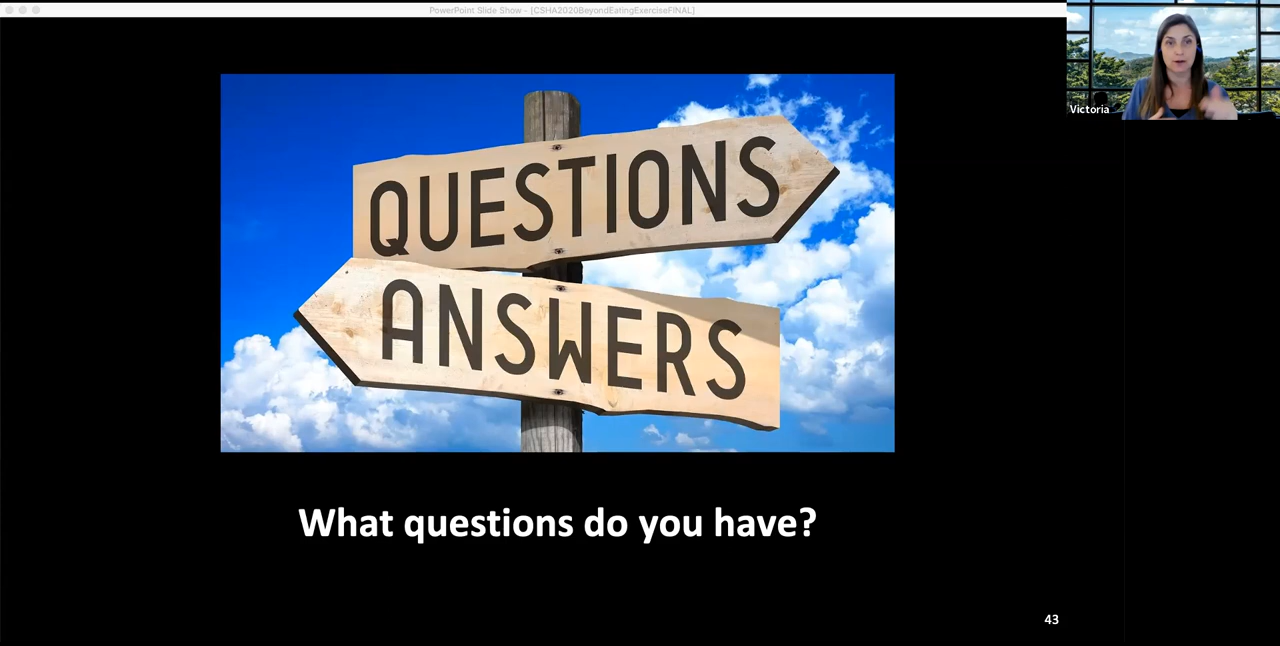 PowerPoint Slide Show - [CSHA2020BeyondEatingExerciseFINAL]
Victoria
QUESTIONS
ANSWERS
What questions do you have?
43